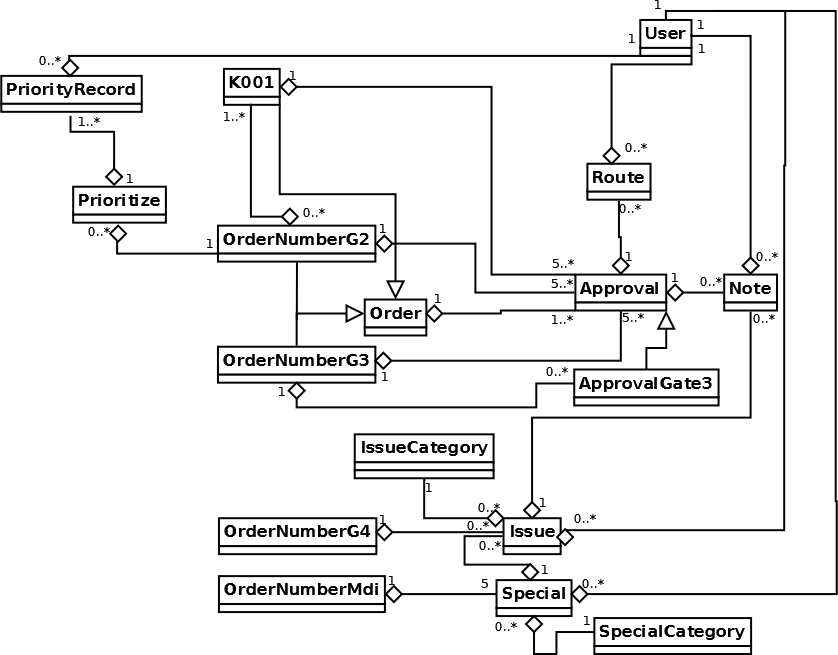 1
User
1
1
1
0..*
K001
1
PriorityRecord
1..*
1..*
0..*
Route
1
Prioritize
0..*
0..*
0..*
1
OrderNumberG2
1
1
0..*
5..*
1
0..*
Approval
Note
5..*
1
Order
1..*
5..*
0..*
OrderNumberG3
1
0..*
ApprovalGate3
1
IssueCategory
1
0..*
1
1
0..*
0..*
OrderNumberG4
Issue
0..*
1
OrderNumberMdi
1
5
Special
0..*
0..*
1
SpecialCategory